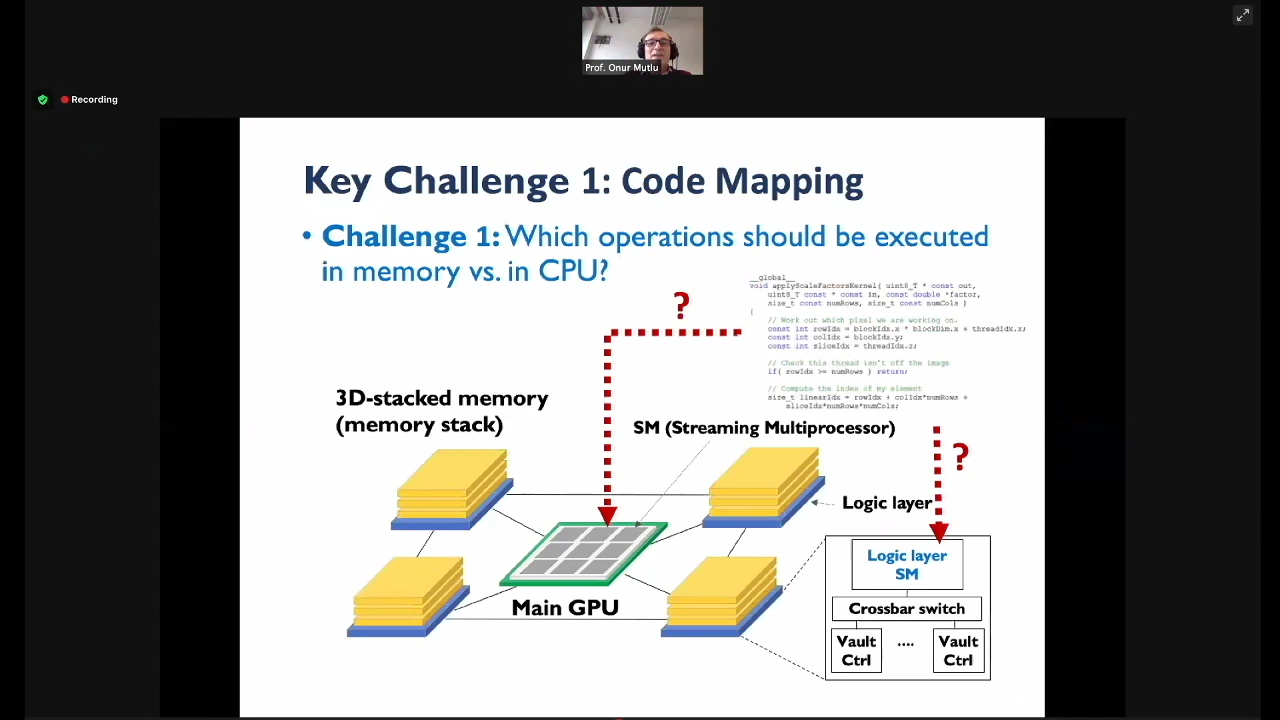 Prof. Onur Mutlu
Recording
Key Challenge 1: Code Mapping
• Challenge 1: Which operations should be executed
in memory vs. in CPU?
?
__global__
void applyScaleFactorsKernel( uint8_T * const out,
uint8_T const * const in, const double *factor,
size_t const numRows, size_t const numCols )
{
// Work out which pixel we are working on.
const int rowIdx = blockIdx.x * blockDim.x + threadIdx.x;
const int colIdx = blockIdx.y;
const int sliceIdx = threadIdx.z;
// Check this thread isn't off the image
if( rowIdx >= numRows ) return;
// Compute the index of my element
size_t linearIdx = rowIdx + colIdx*numRows +
sliceIdx*numRows*numCols;
3D-stacked memory
(memory stack)
SM (Streaming Multiprocessor)
?
Logic layer
Main GPU
Logic layer
SM
Crossbar switch
Vault
Ctrl
....
Vault
Ctrl